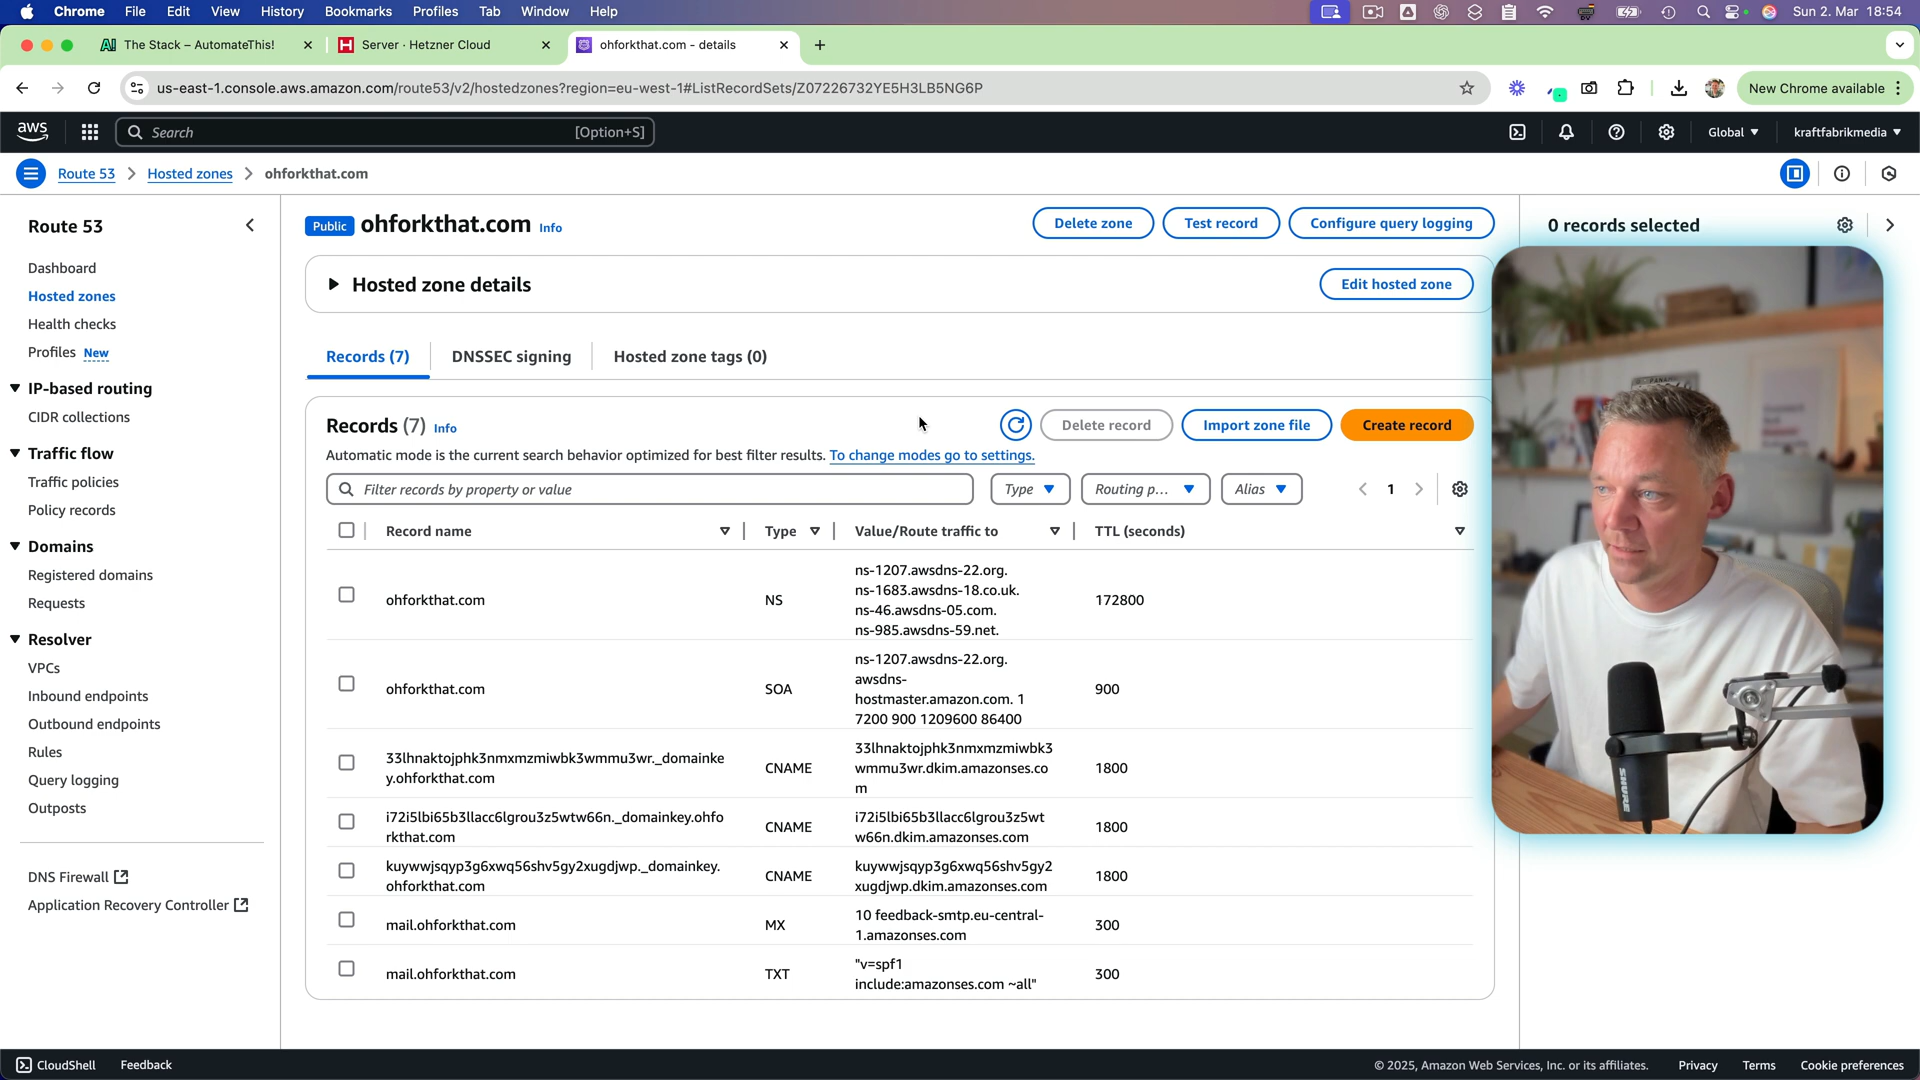 Chrome File Edit View History Bookmarks Profiles Tab Window Help Sun 2. Mar 18:54
The Stack – AutomateThis! Server · Hetzner Cloud ohforkthat.com - details
us-east-1.console.aws.amazon.com/route53/v2/hostedzones?region=eu-west-1#ListRecordSets/Z07226732YE5H3LB5NG6P New Chrome available
aws Search [Option+S] Global kraftfabrikmedia
Route 53 Hosted zones ohforkthat.com
Route 53
Dashboard
Hosted zones
Health checks
Profiles New
IP-based routing
CIDR collections
Traffic flow
Traffic policies
Policy records
Domains
Registered domains
Requests
Resolver
VPCs
Inbound endpoints
Outbound endpoints
Rules
Query logging
Outposts
DNS Firewall
Application Recovery Controller
Public ohforkthat.com Info Delete zone Test record Configure query logging
Hosted zone details Edit hosted zone
Records (7) DNSSEC signing Hosted zone tags (0)
Records (7) Info Delete record Import zone file Create record
Automatic mode is the current search behavior optimized for best filter results. To change modes go to settings.
Filter records by property or value Type Routing p... Alias 1
Record name Type Value/Route traffic to TTL (seconds)
ns-1207.awsdns-22.org.
ns-1683.awsdns-18.co.uk.
ohforkthat.com NS 172800
ns-46.awsdns-05.com.
ns-985.awsdns-59.net.
ns-1207.awsdns-22.org.
awsdns-
ohforkthat.com SOA 900
hostmaster.amazon.com. 1
7200 900 1209600 86400
33lhnaktojphk3nmxmzmiwbk3wmmu3wr._domainke
y.ohforkthat.com
CNAME
33lhnaktojphk3nmxmzmiwbk3
wmmu3wr.dkim.amazonses.co
m
1800
i72i5lbi65b3llacc6lgrou3z5wtw66n._domainkey.ohfo
rkthat.com
CNAME
i72i5lbi65b3llacc6lgrou3z5wt
w66n.dkim.amazonses.com
1800
kuywwjsqyp3g6xwq56shv5gy2xugdjwp._domainkey.
ohforkthat.com
CNAME
kuywwjsqyp3g6xwq56shv5gy2
xugdjwp.dkim.amazonses.com
1800
mail.ohforkthat.com
MX
10 feedback-smtp.eu-central-
1.amazonses.com
300
mail.ohforkthat.com
TXT
"v=spf1
include:amazonses.com ~all"
300
0 records selected
SHURE
CloudShell Feedback © 2025, Amazon Web Services, Inc. or its affiliates. Privacy Terms Cookie preferences